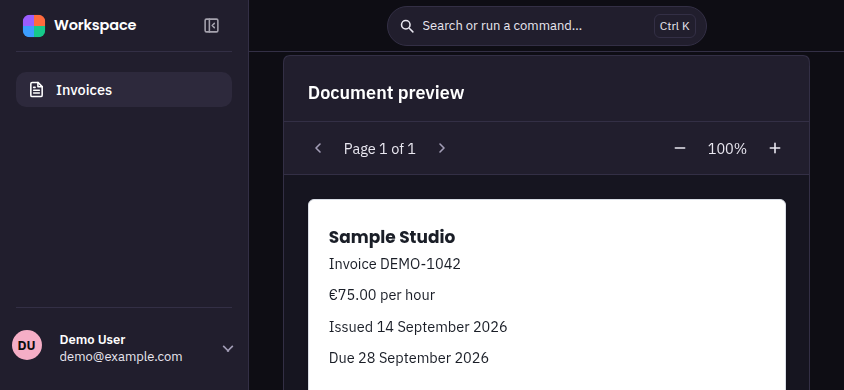 Workspace
Search or run a command...
Ctrl K
Invoices
Document preview
Page 1 of 1
100%
Sample Studio
Invoice DEMO-1042
€75.00 per hour
Issued 14 September 2026
Due 28 September 2026
DU
Demo User
demo@example.com